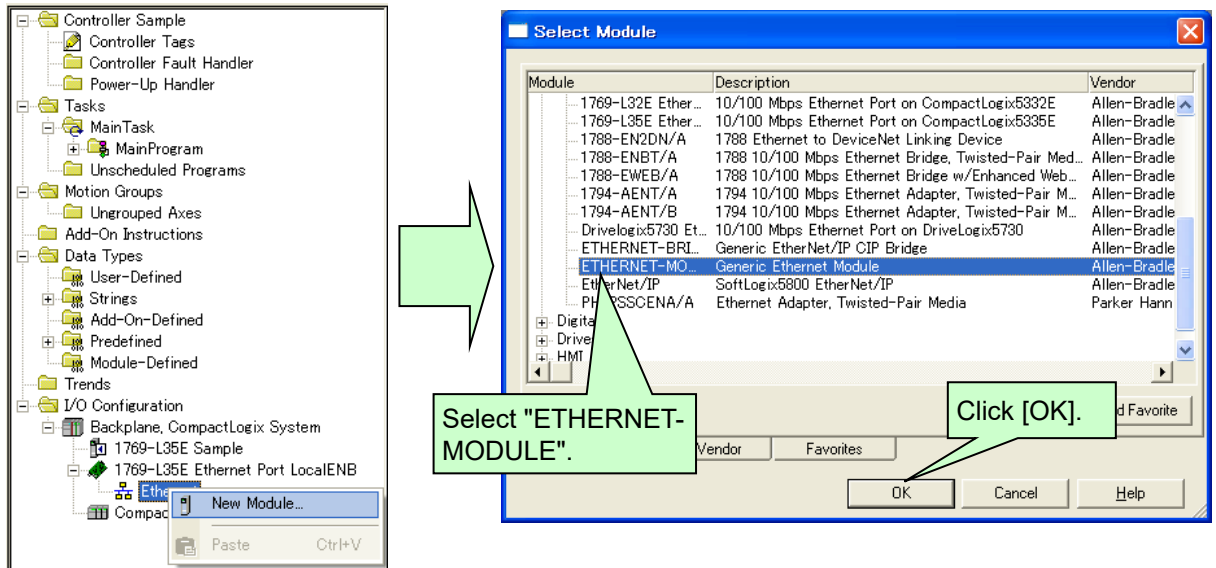 Controller Sample
Controller Tags
Controller Fault Handler
Power-Up Handler
Tasks
MainTask
MainProgram
Unscheduled Programs
Motion Groups
Ungrouped Axes
Add-On Instructions
Data Types
User-Defined
Strings
Add-On-Defined
Predefined
Module-Defined
Trends
I/O Configuration
Backplane, CompactLogix System
1769-L35E Sample
1769-L35E Ethernet Port LocalENB
New Module...
Paste Ctrl+V
Select Module
Module Description Vendor
1769-L32E Ether... 10/100 Mbps Ethernet Port on CompactLogix5332E Allen-Bradle
1769-L35E Ether... 10/100 Mbps Ethernet Port on CompactLogix5335E Allen-Bradle
1788-EN2DN/A 1788 Ethernet to DeviceNet Linking Device Allen-Bradle
1788-ENBT/A 1788 10/100 Mbps Ethernet Bridge, Twisted-Pair Med... Allen-Bradle
1788-EWEB/A 1788 10/100 Mbps Ethernet Bridge w/Enhanced Web... Allen-Bradle
1794-AENT/A 1794 10/100 Mbps Ethernet Adapter, Twisted-Pair M... Allen-Bradle
1794-AENT/B 1794 10/100 Mbps Ethernet Adapter, Twisted-Pair M... Allen-Bradle
Drivelogix5730 Et... 10/100 Mbps Ethernet Port on DriveLogix5730 Allen-Bradle
ETHERNET-BRI... Generic EtherNet/IP CIP Bridge Allen-Bradle
ETHERNET-MO... Generic Ethernet Module Allen-Bradle
EtherNet/IP SoftLogix5800 EtherNet/IP Allen-Bradle
Ethernet Adapter, Twisted-Pair Media Parker Hann
Digita
Drive
HMI
Select "ETHERNET-
MODULE".
Click [OK].
d Favorite
Vendor Favorites
OK Cancel Help